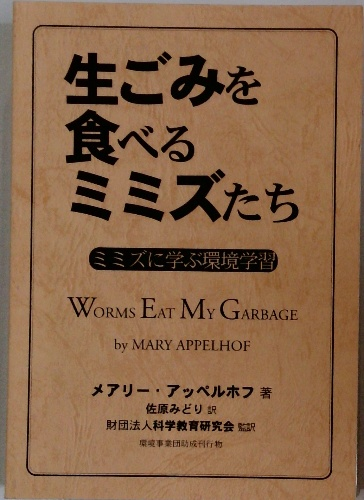 生ごみを
食べる
ミミズたち
ミミズに学ぶ環境学習
WORMS EAT MY GARBAGE
by MARY APPELHOF
メアリー・アッペルホフ 著
佐原みどり 訳
財団法人科学教育研究会 監訳
環境事業団助成刊行物